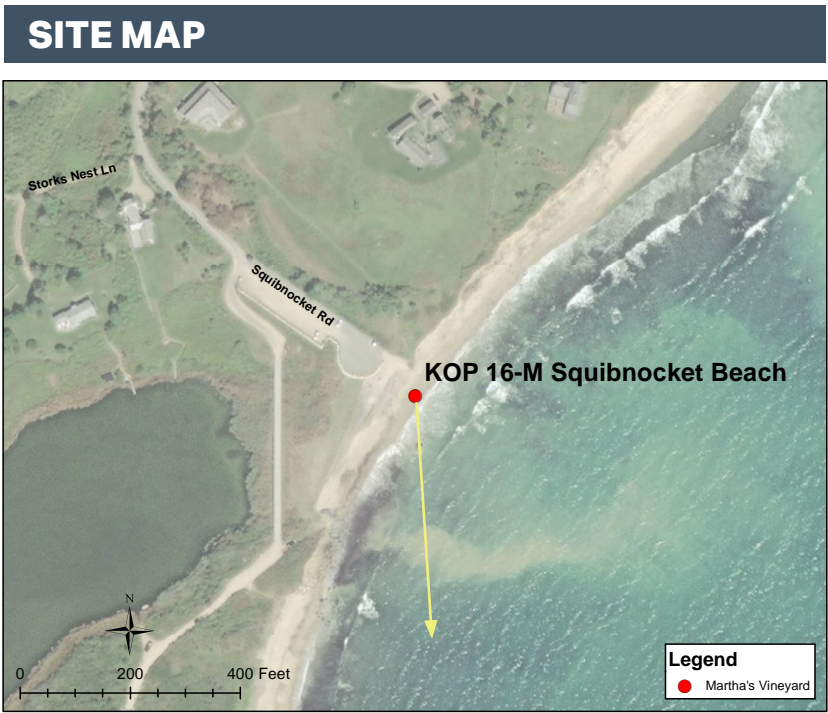 SITE MAP
Storks Nest Ln
Squibnocket Rd
KOP 16-M Squibnocket Beach
N
0 200 400 Feet
Legend
Martha's Vineyard